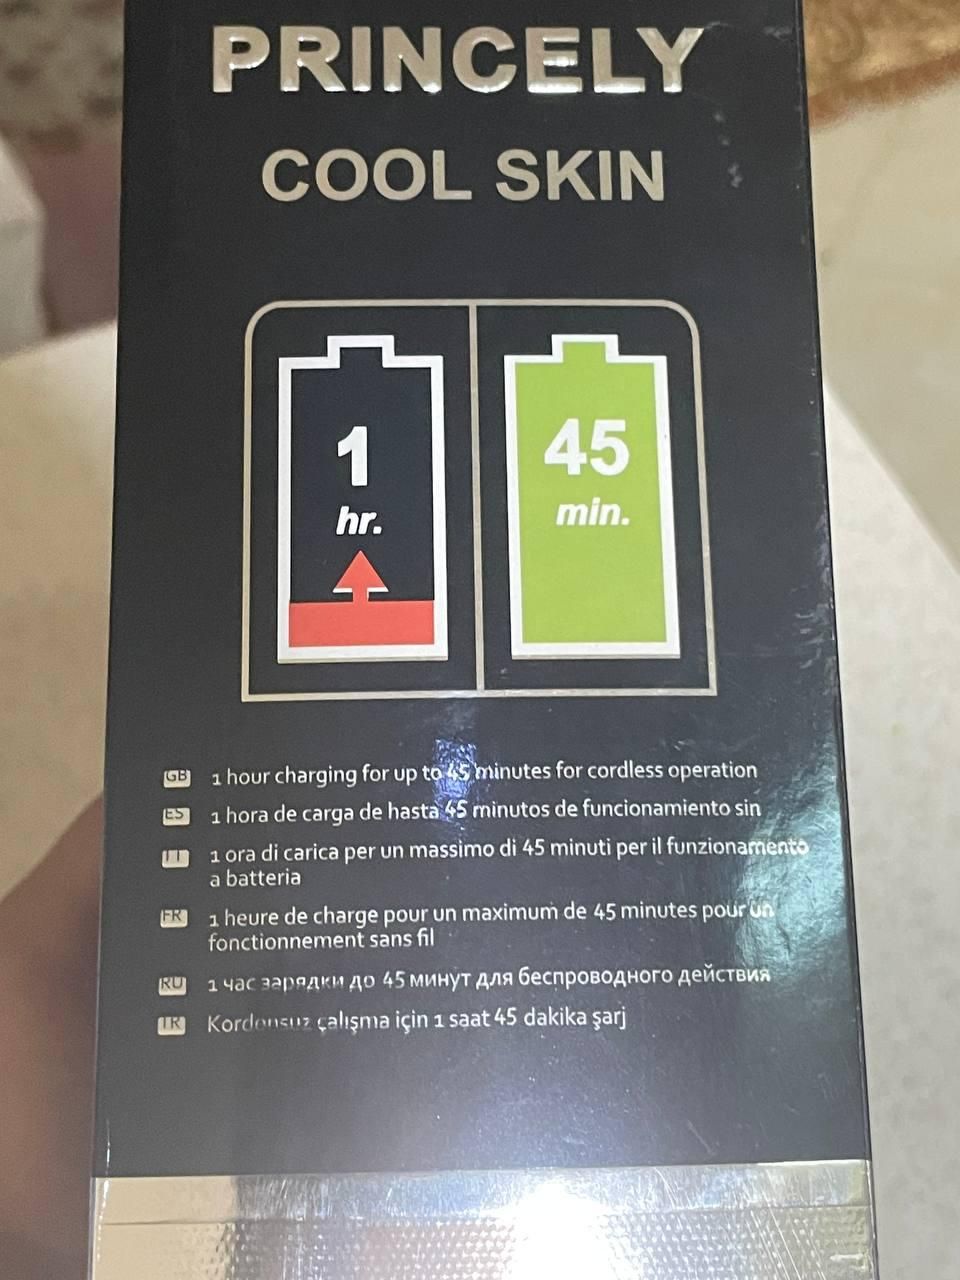 PRINCELY
COOL SKIN
1
hr.
45
min.
GB 1 hour charging for up to 45 minutes for cordless operation
ES 1 hora de carga de hasta 45 minutos de funcionamiento sin
IT 1 ora di carica per un massimo di 45 minuti per il funzionamento
a batteria
FR 1 heure de charge pour un maximum de 45 minutes pour un
fonctionnement sans fil
RU 1 час зарядки до 45 минут для беспроводного действия
TR Kordonsuz çalışma için 1 saat 45 dakika şarj